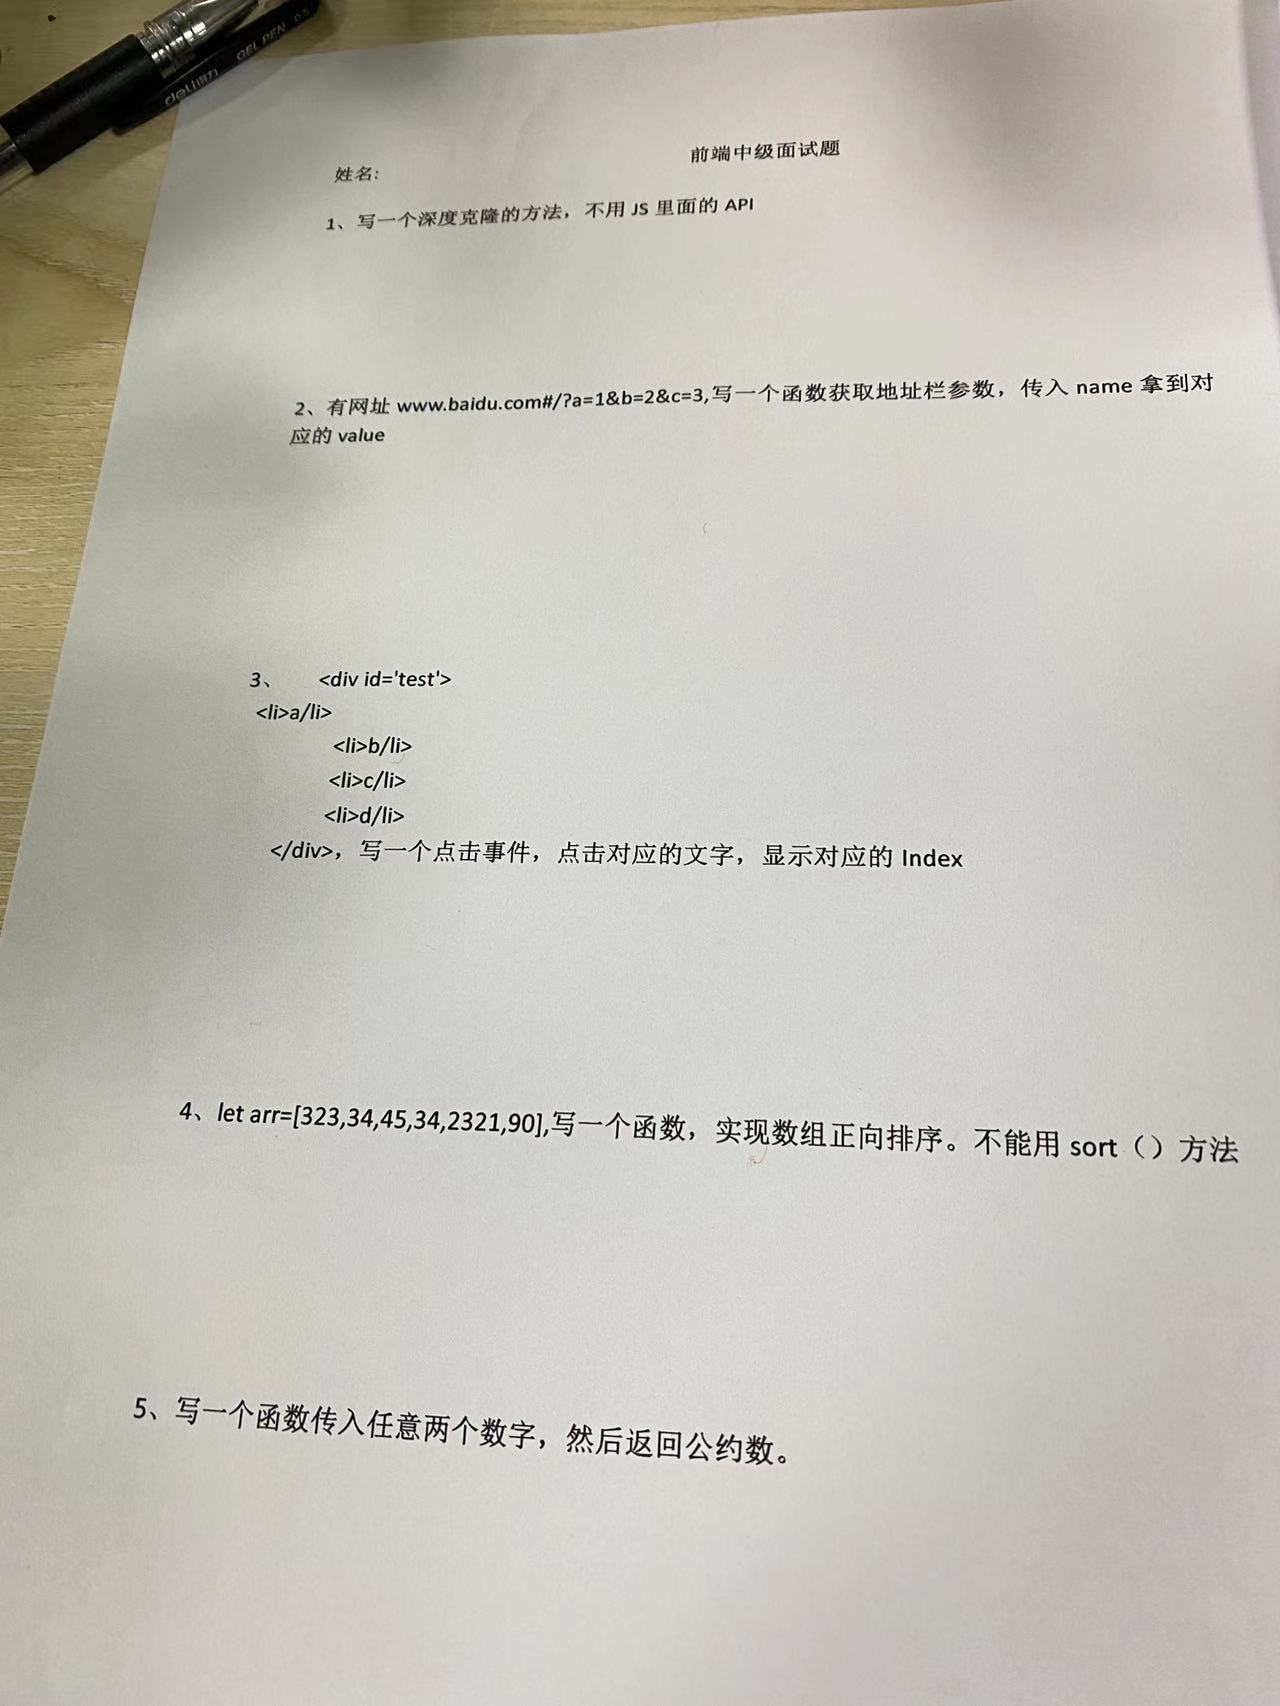 deli得力 GEL PEN 0.5
前端中级面试题
姓名:
1、写一个深度克隆的方法，不用 JS 里面的 API
2、有网址 www.baidu.com#/?a=1&b=2&c=3,写一个函数获取地址栏参数，传入 name 拿到对
应的 value
3、 <div id='test'>
<li>a/li>
<li>b/li>
<li>c/li>
<li>d/li>
</div>，写一个点击事件，点击对应的文字，显示对应的 Index
4、let arr=[323,34,45,34,2321,90],写一个函数，实现数组正向排序。不能用 sort（）方法
5、写一个函数传入任意两个数字，然后返回公约数。